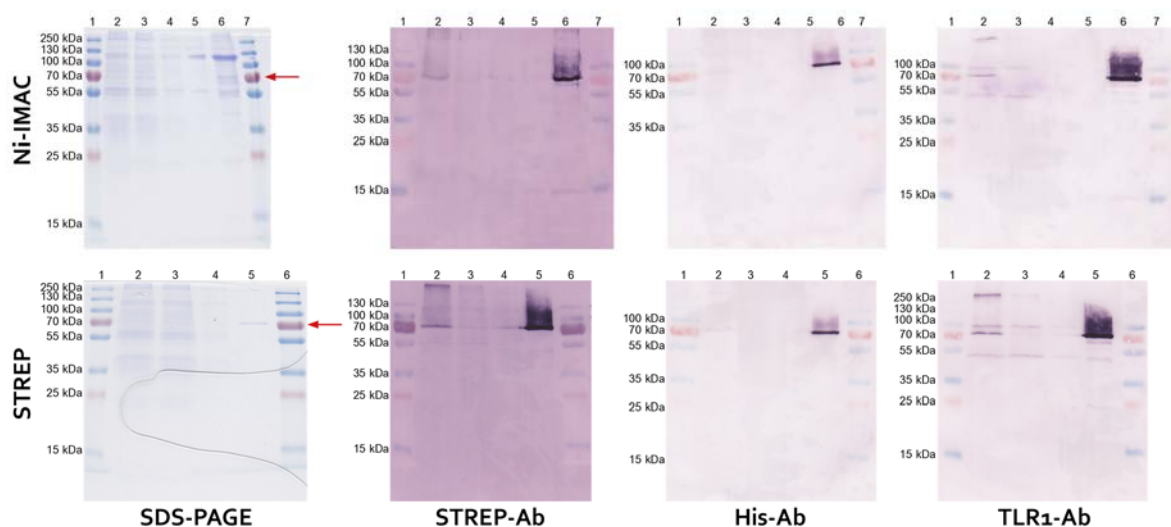 Ni-IMAC
1 2 3 4 5 6 7
250 kDa
130 kDa
100 kDa
70 kDa
55 kDa
35 kDa
25 kDa
15 kDa
1 2 3 4 5 6 7
130 kDa
100 kDa
70 kDa
55 kDa
35 kDa
25 kDa
15 kDa
1 2 3 4 5 6 7
100 kDa
70 kDa
35 kDa
1 2 3 4 5 6 7
100 kDa
70 kDa
55 kDa
35 kDa
25 kDa
15 kDa
STREP
1 2 3 4 5 6
250 kDa
130 kDa
100 kDa
70 kDa
55 kDa
35 kDa
25 kDa
15 kDa
1 2 3 4 5 6
130 kDa
100 kDa
70 kDa
55 kDa
35 kDa
25 kDa
15 kDa
1 2 3 4 5 6
100 kDa
70 kDa
55 kDa
35 kDa
25 kDa
15 kDa
1 2 3 4 5 6
250 kDa
130 kDa
100 kDa
70 kDa
55 kDa
35 kDa
25 kDa
15 kDa
SDS-PAGE
STREP-Ab
His-Ab
TLR1-Ab